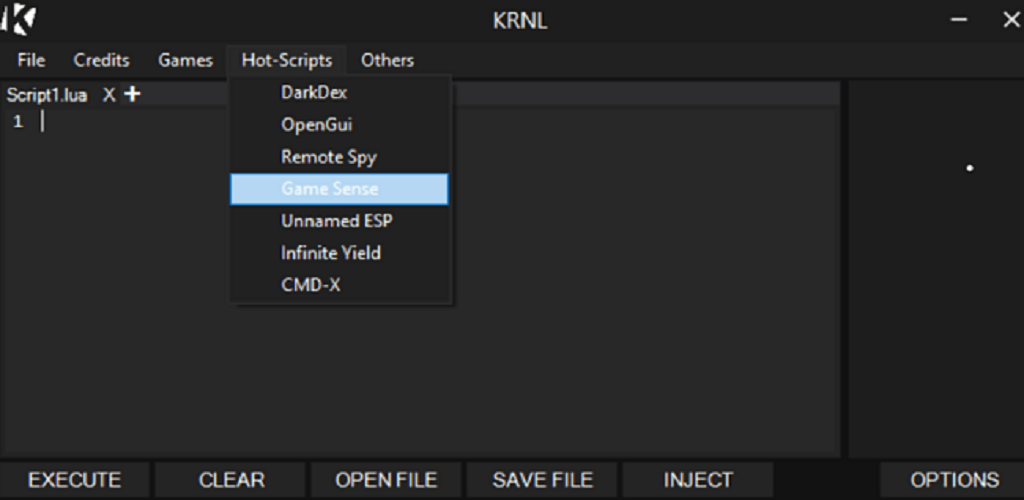 KRNL
File Credits Games Hot-Scripts Others
Script1.lua X
DarkDex
1
OpenGui
Remote Spy
Game Sense
Unnamed ESP
Infinite Yield
CMD-X
EXECUTE CLEAR OPEN FILE SAVE FILE INJECT OPTIONS